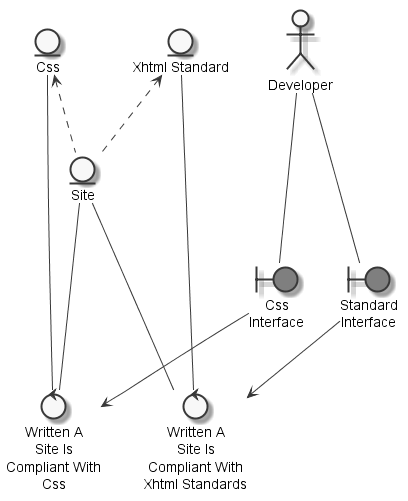 Css
Xhtml Standard
Developer
Site
Css
Interface
Standard
Interface
Written A
Site Is
Compliant With
Css
Written A
Site Is
Compliant With
Xhtml Standards